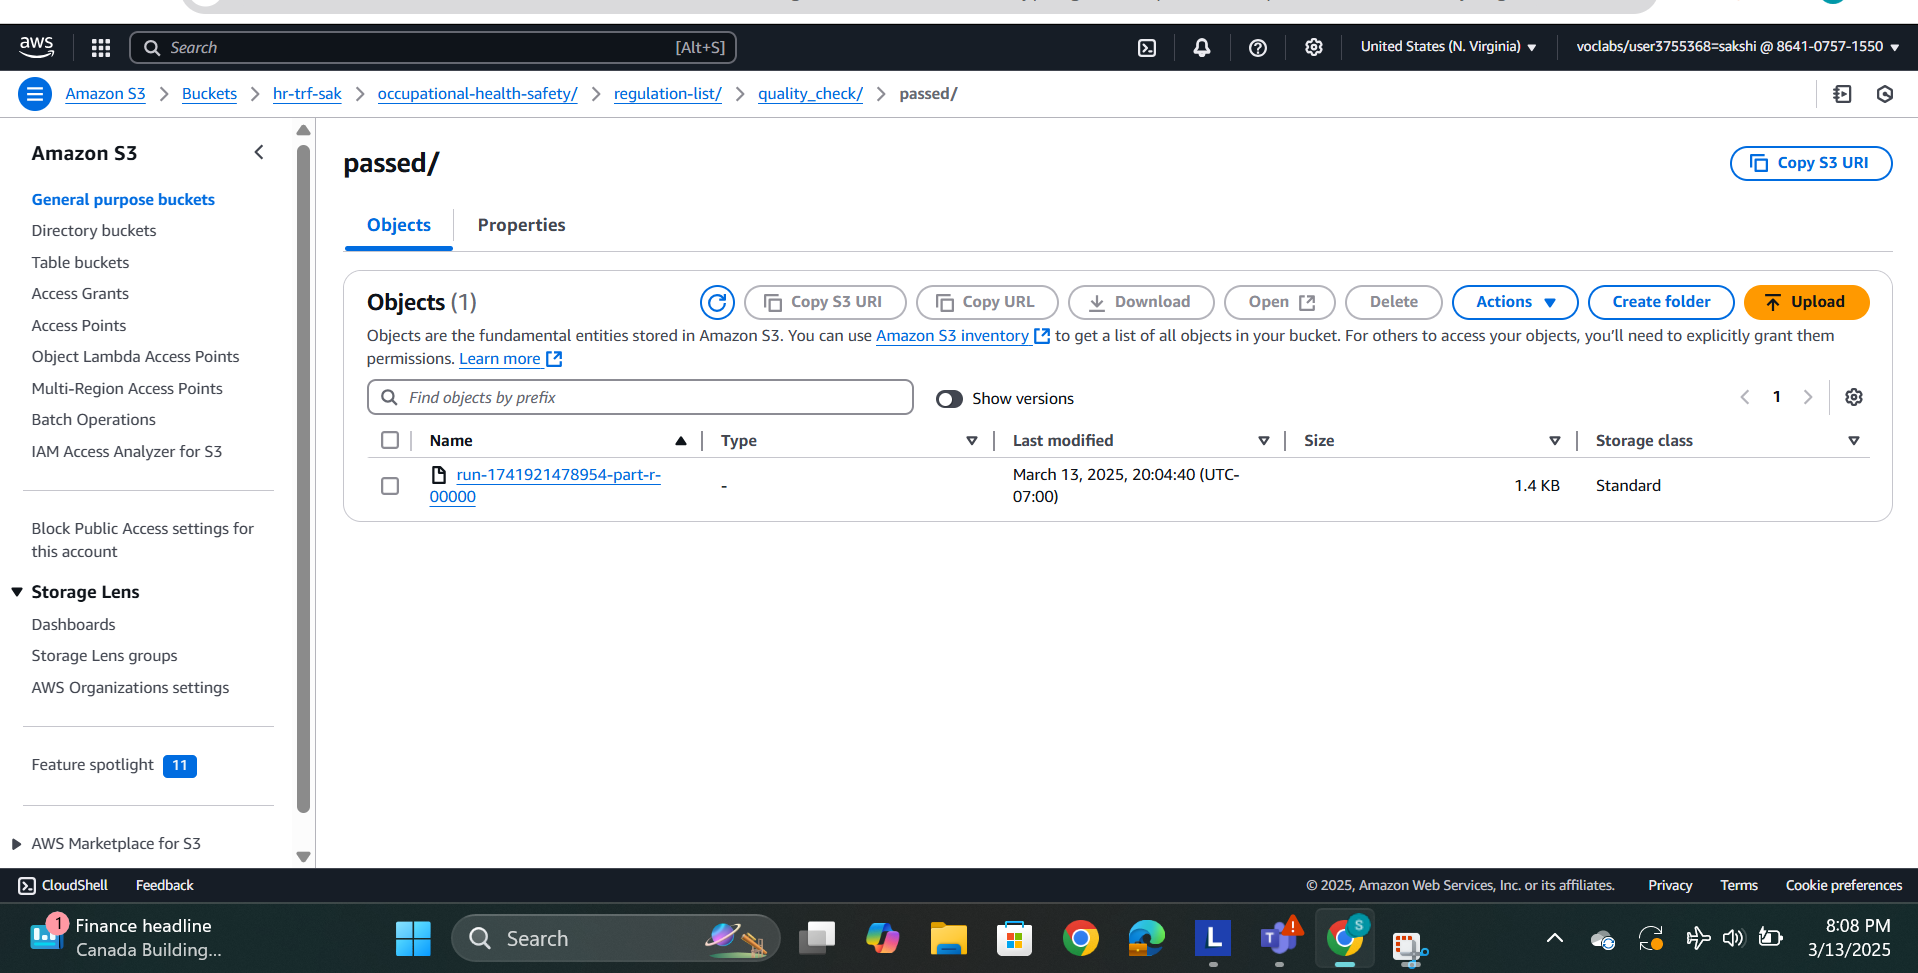 aws
Search
[Alt+S]
United States (N. Virginia)
voclabs/user3755368=sakshi @ 8641-0757-1550
Amazon S3
Buckets
hr-trf-sak
occupational-health-safety/
regulation-list/
quality_check/
passed/
Amazon S3
General purpose buckets
Directory buckets
Table buckets
Access Grants
Access Points
Object Lambda Access Points
Multi-Region Access Points
Batch Operations
IAM Access Analyzer for S3
Block Public Access settings for
this account
Storage Lens
Dashboards
Storage Lens groups
AWS Organizations settings
Feature spotlight 11
AWS Marketplace for S3
passed/
Copy S3 URI
Objects
Properties
Objects (1)
Copy S3 URI
Copy URL
Download
Open
Delete
Actions
Create folder
Upload
Objects are the fundamental entities stored in Amazon S3. You can use Amazon S3 inventory to get a list of all objects in your bucket. For others to access your objects, you'll need to explicitly grant them
permissions. Learn more
Find objects by prefix
Show versions
1
Name
Type
Last modified
Size
Storage class
run-1741921478954-part-r-
00000
-
March 13, 2025, 20:04:40 (UTC-
07:00)
1.4 KB
Standard
CloudShell
Feedback
© 2025, Amazon Web Services, Inc. or its affiliates.
Privacy
Terms
Cookie preferences
1
Finance headline
Canada Building...
Search
L
T
S
8:08 PM
3/13/2025